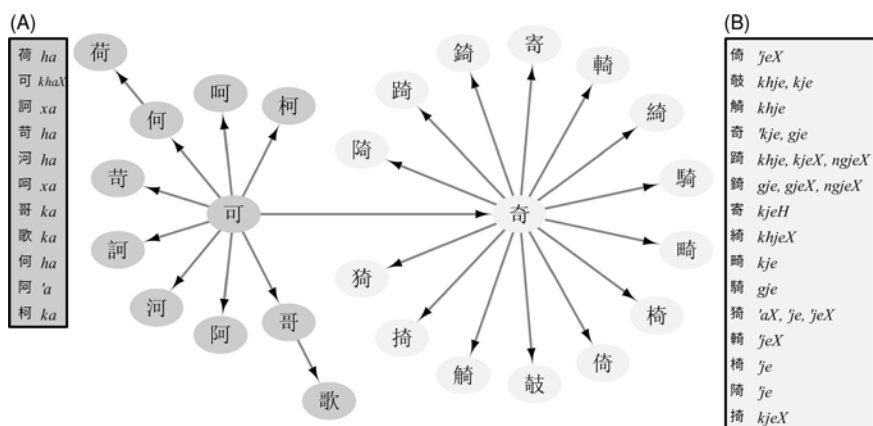 (A)
荷 ha
可 khaX
訶 xa
苛 ha
河 ha
呵 xa
哥 ka
歌 ka
何 ha
阿 'a
柯 ka
荷
何
呵
柯
苛
可
訶
河
阿
哥
歌
寄
錡
輢
踦
綺
陭
騎
奇
畸
猗
椅
掎
倚
觭
攲
(B)
倚 'jeX
攲 khje, kje
觭 khje
奇 'kje, gje
踦 khje, kjeX, ngjeX
錡 gje, gjeX, ngjeX
寄 kjeH
綺 khjeX
畸 kje
騎 gje
猗 'aX, 'je, 'jeX
輢 'jeX
椅 'je
陭 'je
掎 kjeX